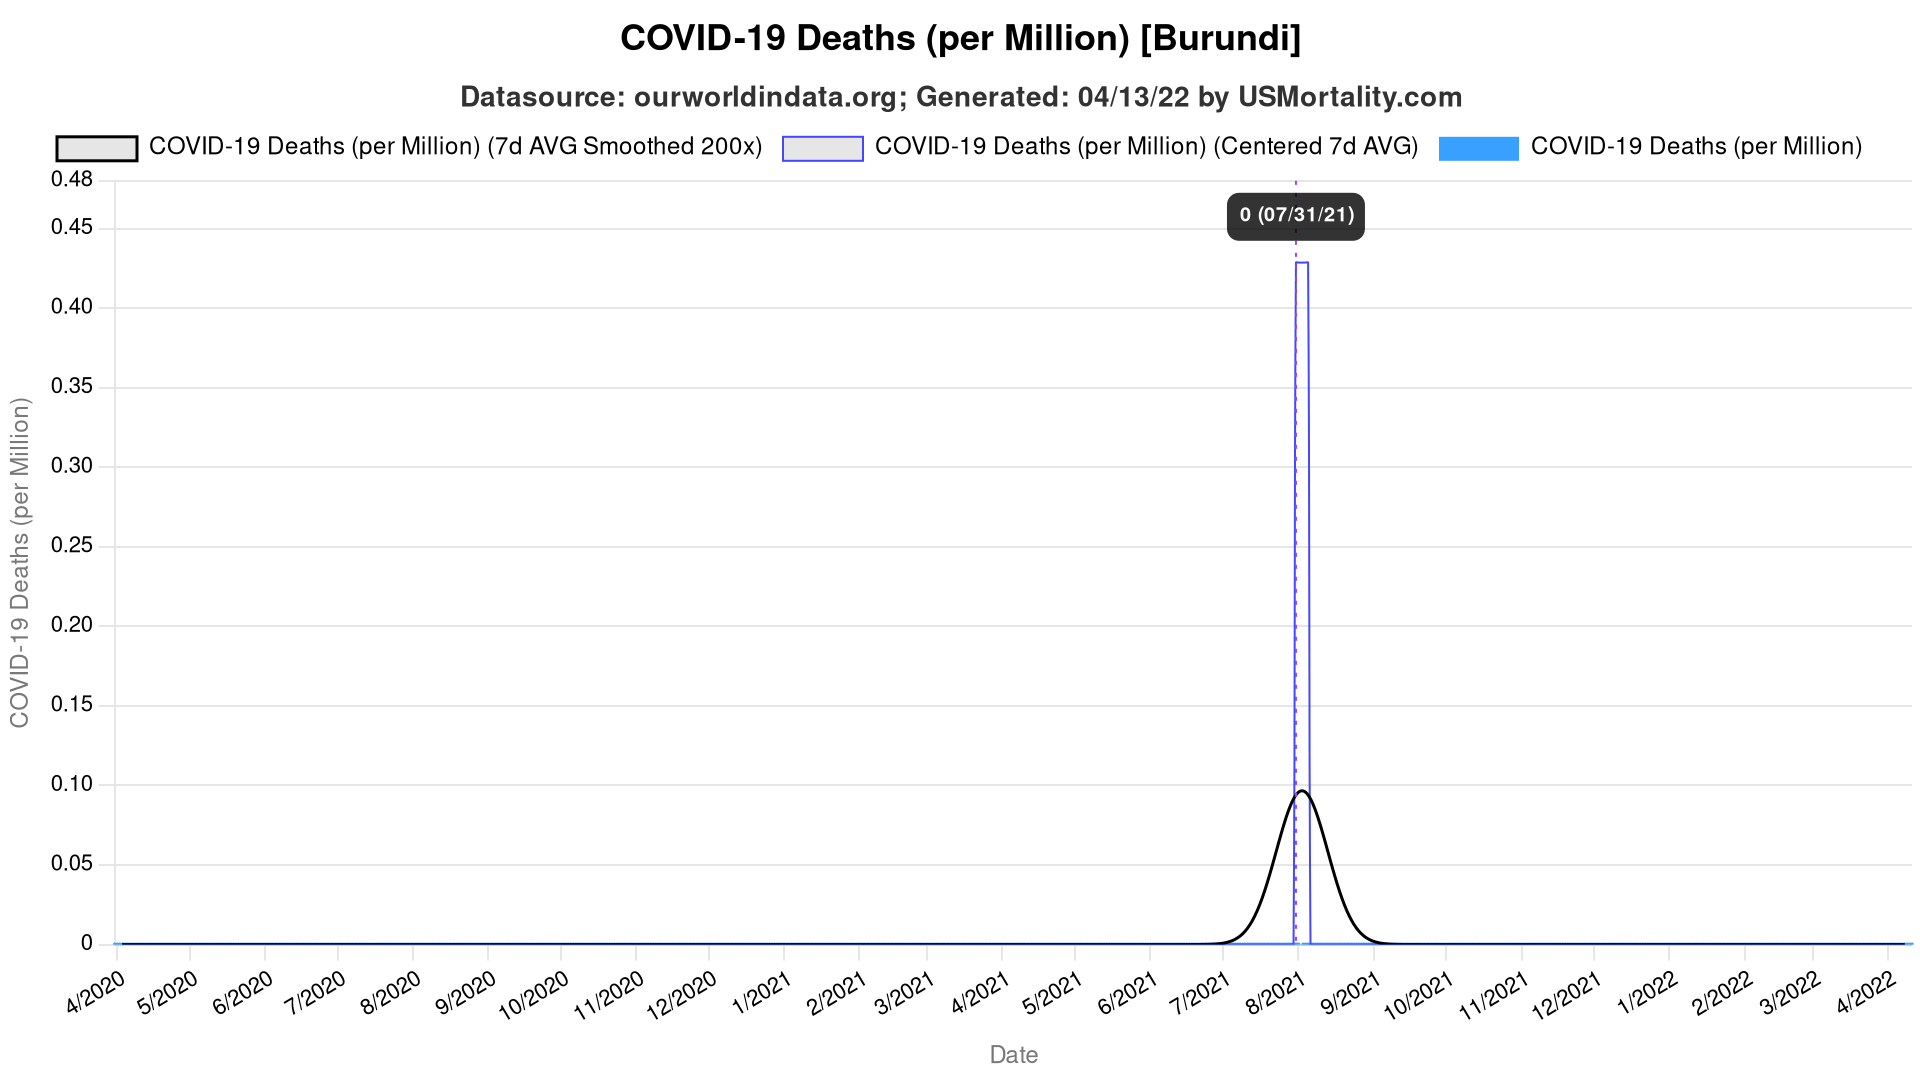 COVID-19 Deaths (per Million) [Burundi]
Datasource: ourworldindata.org; Generated: 04/13/22 by USMortality.com
COVID-19 Deaths (per Million) (7d AVG Smoothed 200x) COVID-19 Deaths (per Million) (Centered 7d AVG) COVID-19 Deaths (per Million)
0.48
0 (07/31/21)
0.45
0.40
0.35
0.30
0.25
0.20
0.15
0.10
0.05
0
COVID-19 Deaths (per Million)
4/2020 5/2020 6/2020 7/2020 8/2020 9/2020 10/2020 11/2020 12/2020 1/2021 2/2021 3/2021 4/2021 5/2021 6/2021 7/2021 8/2021 9/2021 10/2021 11/2021 12/2021 1/2022 2/2022 3/2022 4/2022
Date